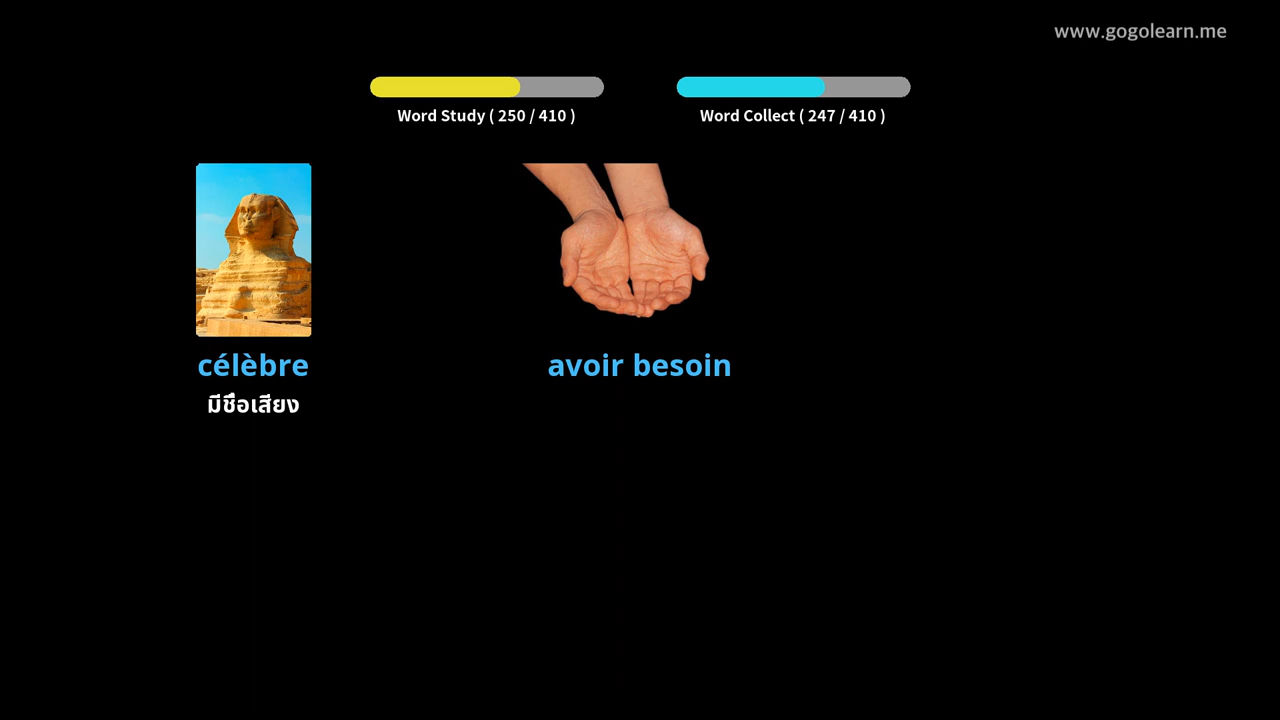 www.gogolearn.me
Word Study ( 250 / 410 )
Word Collect ( 247 / 410 )
célèbre
มีชื่อเสียง
avoir besoin